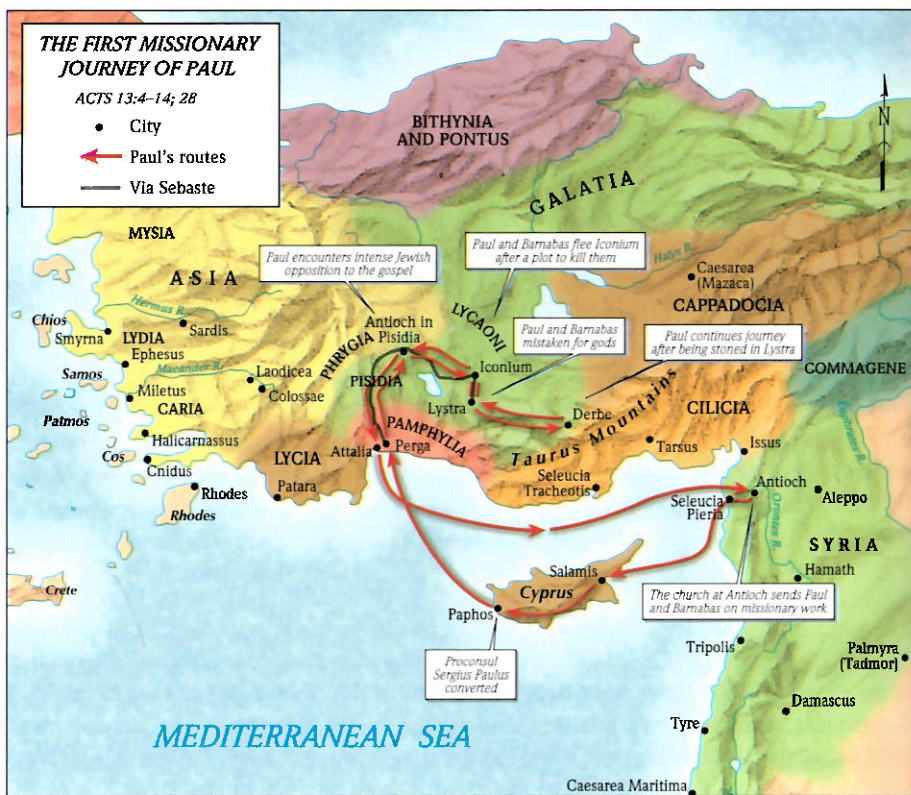 THE FIRST MISSIONARY
JOURNEY OF PAUL
ACTS 13:4–14; 28
City
Paul's routes
Via Sebaste
N
BITHYNIA
AND PONTUS
GALATIA
MYSIA
ASIA
Paul encounters intense Jewish
opposition to the gospel
Paul and Barnabas flee Iconium
after a plot to kill them
Halys R.
Caesarea
(Mazaca)
CAPPADOCIA
Hermus R.
Chios
Smyrna
LYDIA
Sardis
Ephesus
Antioch in
Pisidia
PHRYGIA
LYCAONI
Paul and Barnabas
mistaken for gods
Paul continues journey
after being stoned in Lystra
COMMAGENE
Samos
Maeander R.
Laodicea
Colossae
PISIDIA
Iconium
Miletus
CARIA
Lystra
Derbe
CILICIA
Euphrates R.
Patmos
Halicarnassus
PAMPHYLIA
Taurus Mountains
Tarsus
Issus
Cos
Cnidus
LYCIA
Attalia
Perga
Seleucia
Tracheotis
Antioch
Rhodes
Patara
Rhodes
Seleucia
Pieria
Aleppo
Orontes R.
SYRIA
Crete
Salamis
Cyprus
Hamath
Paphos
The church at Antioch sends Paul
and Barnabas on missionary work
Proconsul
Sergius Paulus
converted
Tripolis
Palmyra
(Tadmor)
Damascus
MEDITERRANEAN SEA
Tyre
Caesarea Maritima